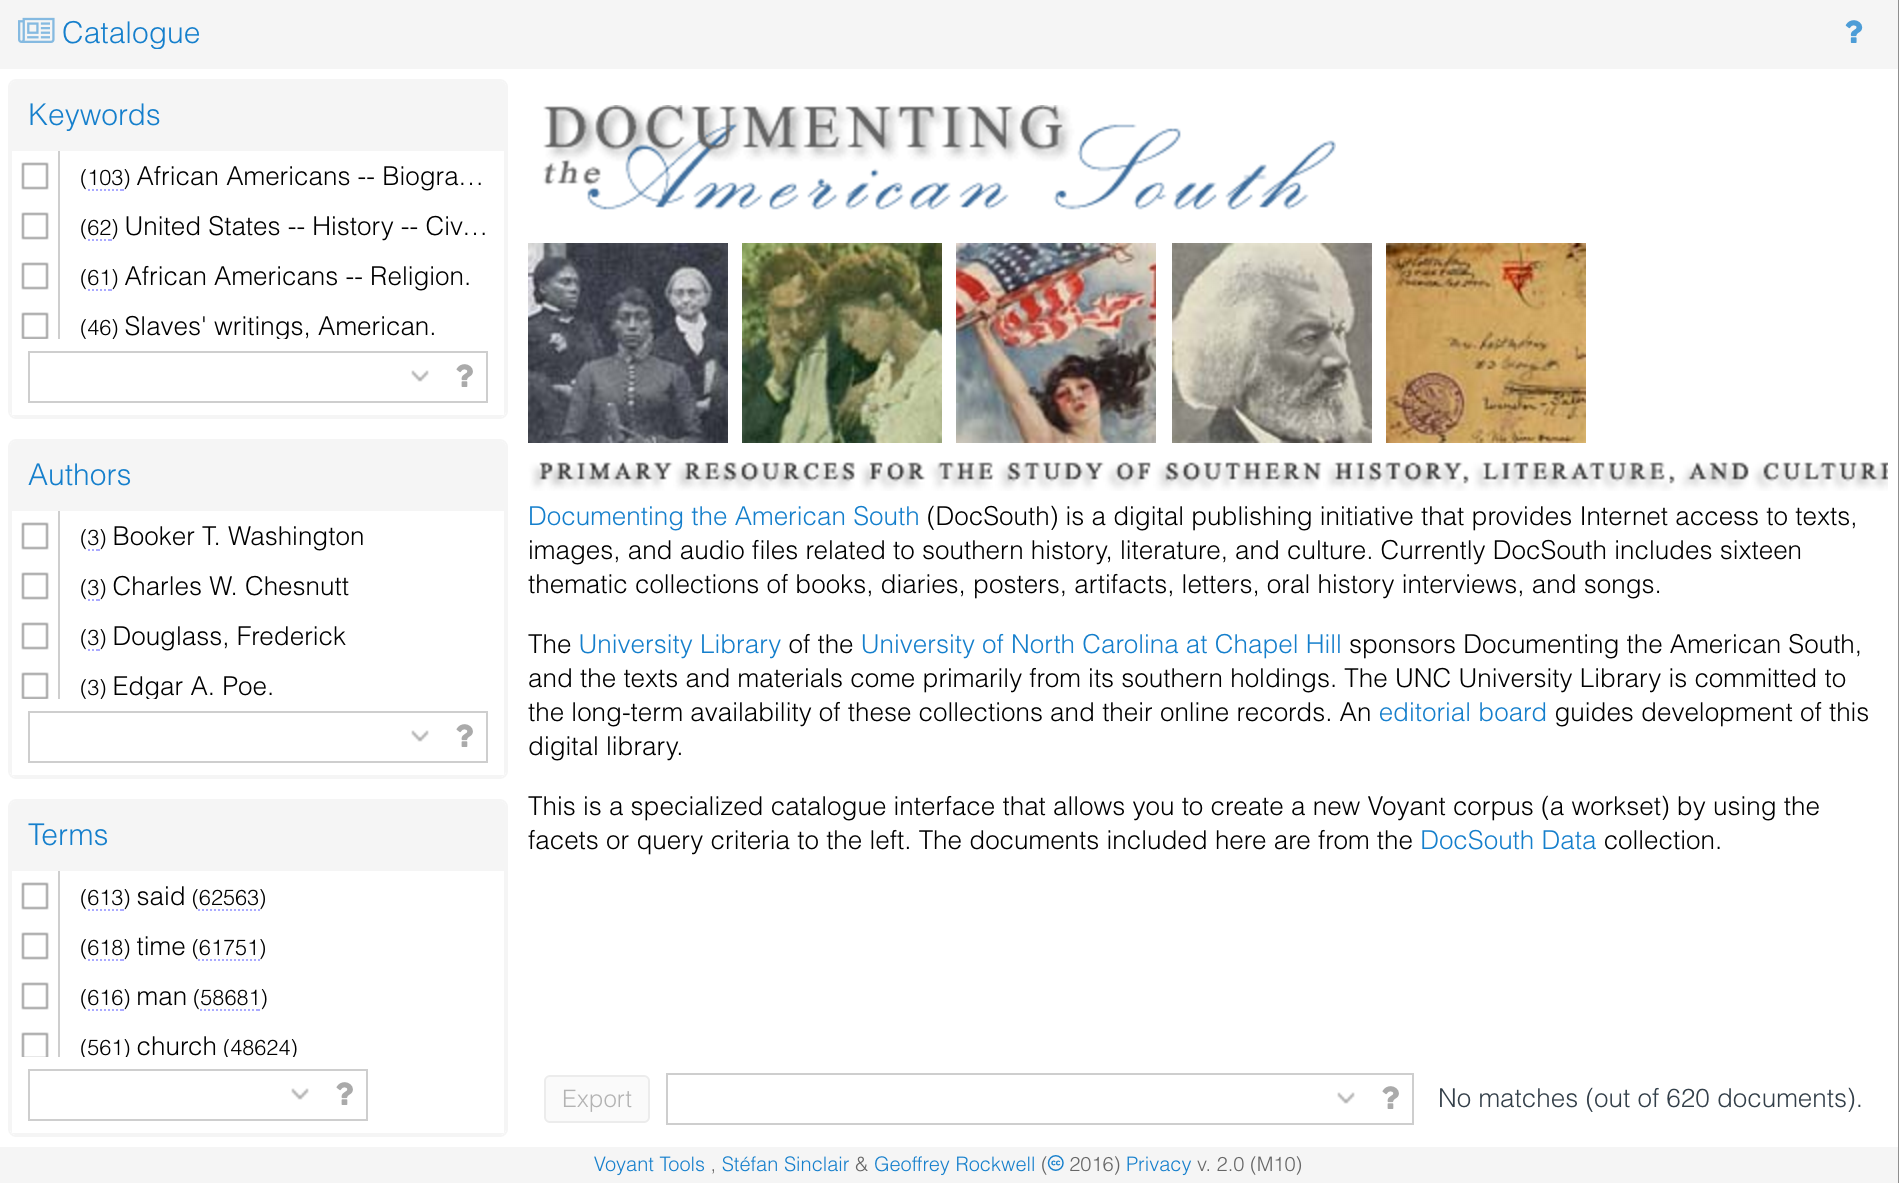 Catalogue
?
Keywords
(103) African Americans -- Biogra...
(62) United States -- History -- Civ...
(61) African Americans -- Religion.
(46) Slaves' writings, American.
?
Authors
(3) Booker T. Washington
(3) Charles W. Chesnutt
(3) Douglass, Frederick
(3) Edgar A. Poe.
?
Terms
(613) said (62563)
(618) time (61751)
(616) man (58681)
(561) church (48624)
?
DOCUMENTING
the American South
PRIMARY RESOURCES FOR THE STUDY OF SOUTHERN HISTORY, LITERATURE, AND CULTURE
Documenting the American South (DocSouth) is a digital publishing initiative that provides Internet access to texts,
images, and audio files related to southern history, literature, and culture. Currently DocSouth includes sixteen
thematic collections of books, diaries, posters, artifacts, letters, oral history interviews, and songs.
The University Library of the University of North Carolina at Chapel Hill sponsors Documenting the American South,
and the texts and materials come primarily from its southern holdings. The UNC University Library is committed to
the long-term availability of these collections and their online records. An editorial board guides development of this
digital library.
This is a specialized catalogue interface that allows you to create a new Voyant corpus (a workset) by using the
facets or query criteria to the left. The documents included here are from the DocSouth Data collection.
Export
?
No matches (out of 620 documents).
Voyant Tools , Stéfan Sinclair & Geoffrey Rockwell (cc 2016) Privacy v. 2.0 (M10)